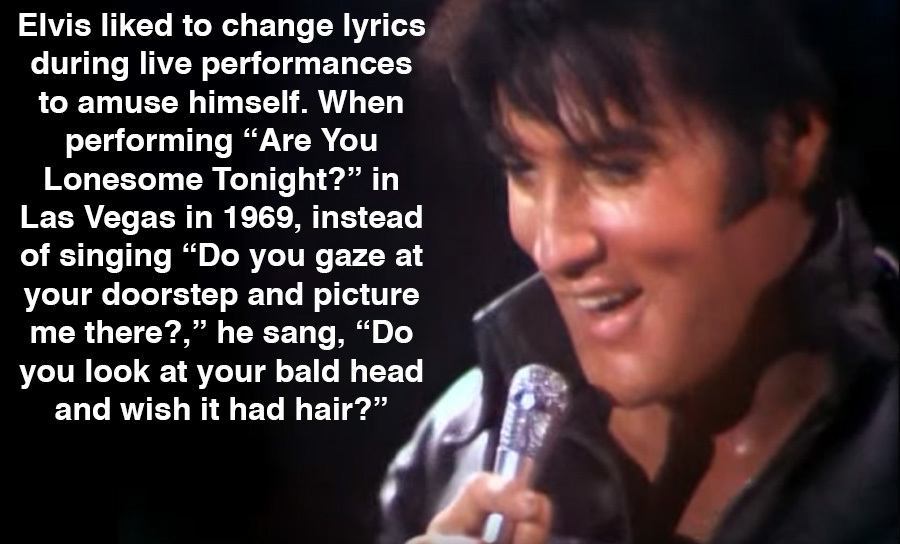 Elvis liked to change lyrics
during live performances
to amuse himself. When
performing “Are You
Lonesome Tonight?” in
Las Vegas in 1969, instead
of singing “Do you gaze at
your doorstep and picture
me there?,” he sang, “Do
you look at your bald head
and wish it had hair?”